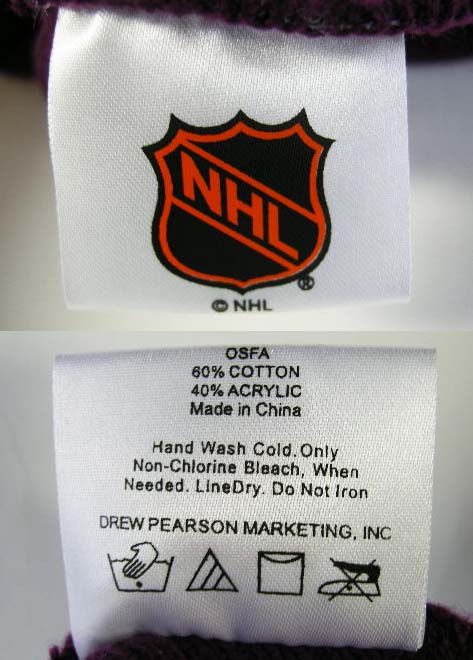 NHL
®
© NHL
OSFA
60% COTTON
40% ACRYLIC
Made in China
Hand Wash Cold. Only
Non-Chlorine Bleach, When
Needed. LineDry. Do Not Iron
DREW PEARSON MARKETING, INC